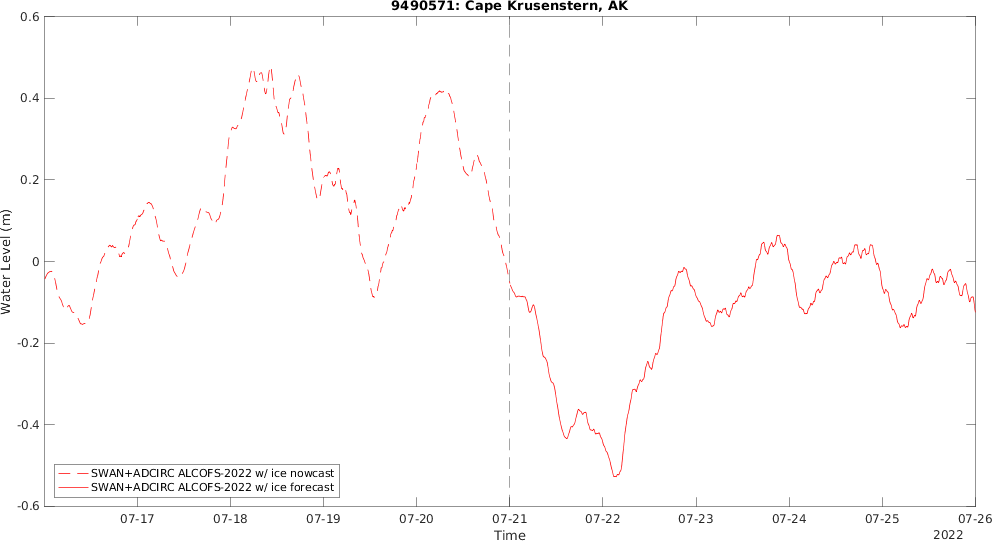 9490571: Cape Krusenstern, AK
0.6
0.4
0.2
0
-0.2
-0.4
-0.6
Water Level (m)
SWAN+ADCIRC ALCOFS-2022 w/ ice nowcast
SWAN+ADCIRC ALCOFS-2022 w/ ice forecast
07-17 07-18 07-19 07-20 07-21 07-22 07-23 07-24 07-25 07-26
Time
2022